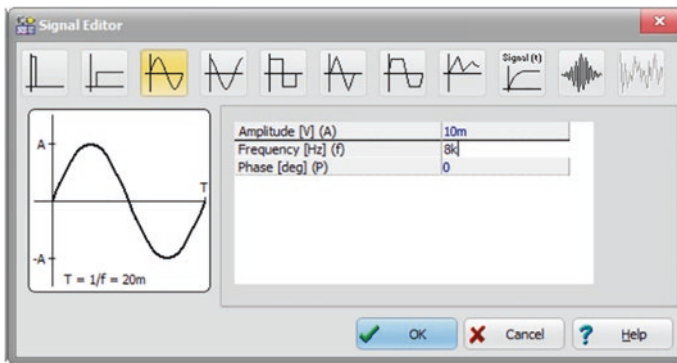 Signal Editor
Signal (t)
A
T
-A
T = 1/f = 20m
Amplitude [V] (A) 10m
Frequency [Hz] (f) 8k
Phase [deg] (P) 0
OK Cancel Help